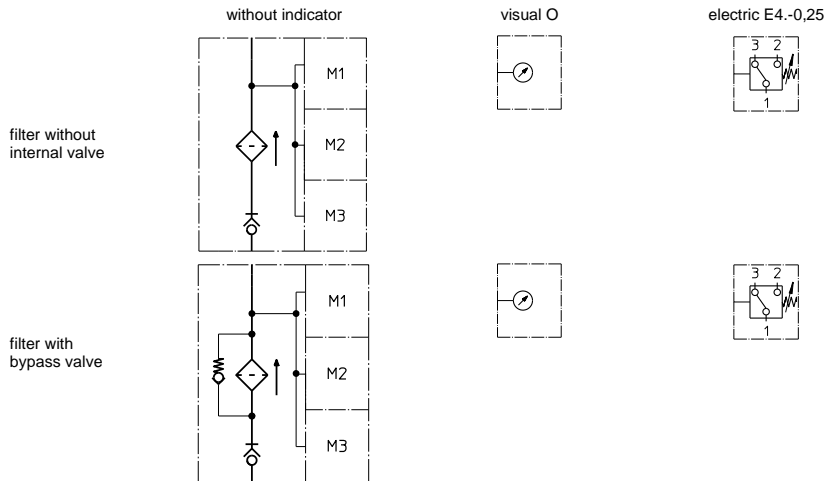 without indicator
visual O
electric E4.-0,25
filter without
internal valve
M1
M2
M3
3 2
1
filter with
bypass valve
M1
M2
M3
3 2
1